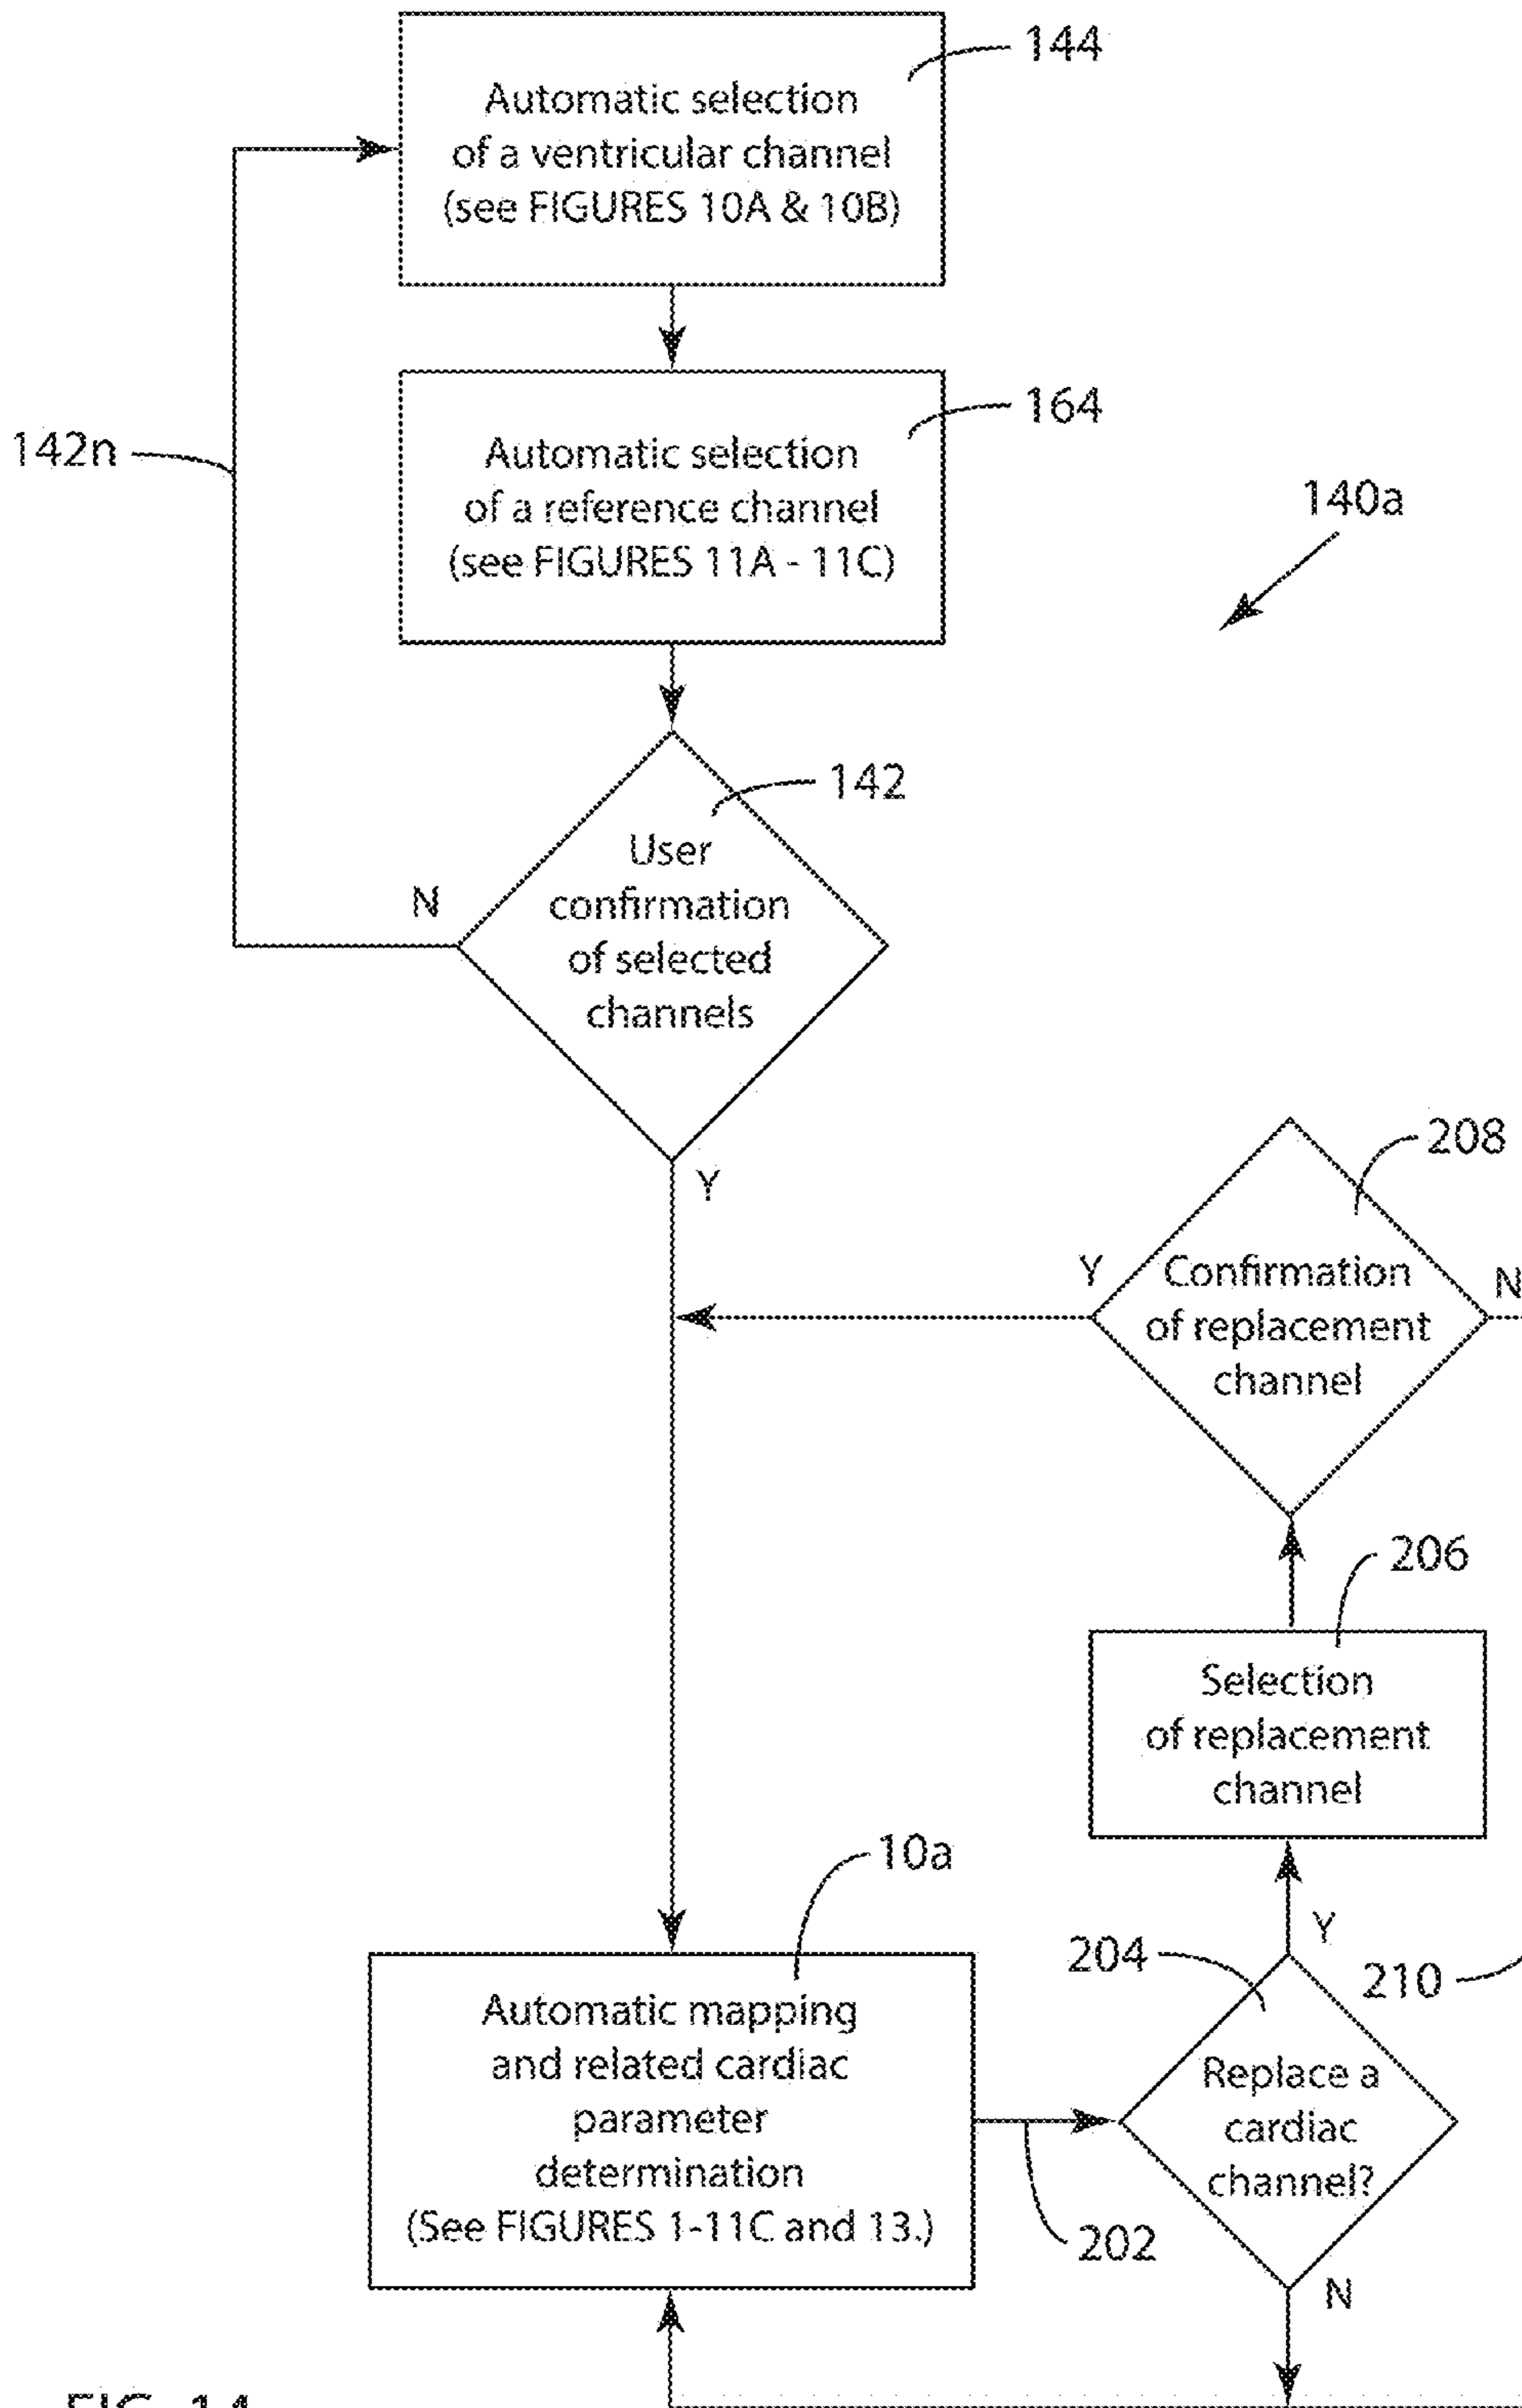 144
Automatic selection
of a ventricular channel
(see FIGURES 10A & 10B)
164
Automatic selection
of a reference channel
(see FIGURES 11A - 11C)
142n
140a
142
User
confirmation
of selected
channels
N
Y
208
Confirmation
of replacement
channel
Y
N
206
Selection
of replacement
channel
10a
Automatic mapping
and related cardiac
parameter
determination
(See FIGURES 1-11C and 13.)
204
Y
210
Replace a
cardiac
channel?
202
N
FIG. 14